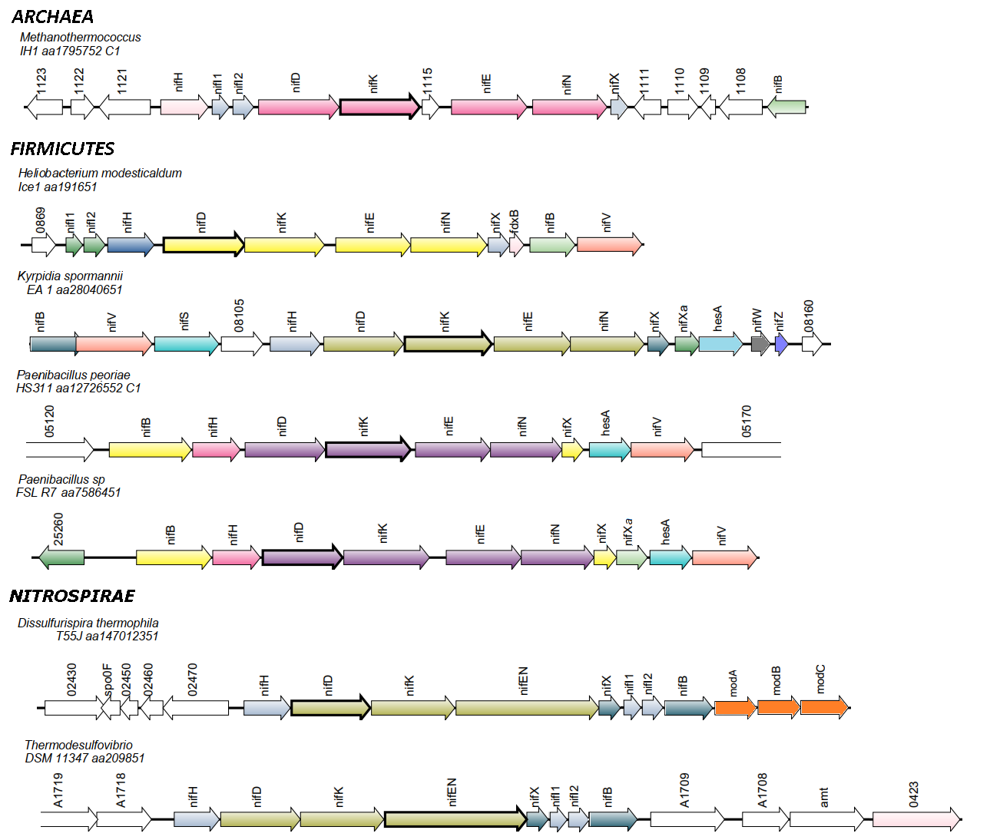 ARCHAEA
Methanothermococcus
IH1 aa1795752 C1
1123 1122 1121 nifH nifI1 nifI2 nifD nifK 1115 nifE nifN nifX 1111 1110 1109 1108 nifB
FIRMICUTES
Heliobacterium modesticaldum
Ice1 aa191651
0869 nifI1 nifI2 nifH nifD nifK nifE nifN nifX fdxB nifB nifV
Kyrpidia spormannii
EA 1 aa28040651
nifB nifV nifS 08105 nifH nifD nifK nifE nifN nifX nifXa hesA nifW nifZ 08160
Paenibacillus peoriae
HS311 aa12726552 C1
05120 nifB nifH nifD nifK nifE nifN nifX hesA nifV 05170
Paenibacillus sp
FSL R7 aa7586451
25260 nifB nifH nifD nifK nifE nifN nifX nifXa hesA nifV
NITROSPIRAE
Dissulfurispira thermophila
T55J aa147012351
02430 spo0F 02450 02460 02470 nifH nifD nifK nifEN nifX nifI1 nifI2 nifB modA modB modC
Thermodesulfovibrio
DSM 11347 aa209851
A1719 A1718 nifH nifD nifK nifEN nifX nifI1 nifI2 nifB A1709 A1708 amt 0423